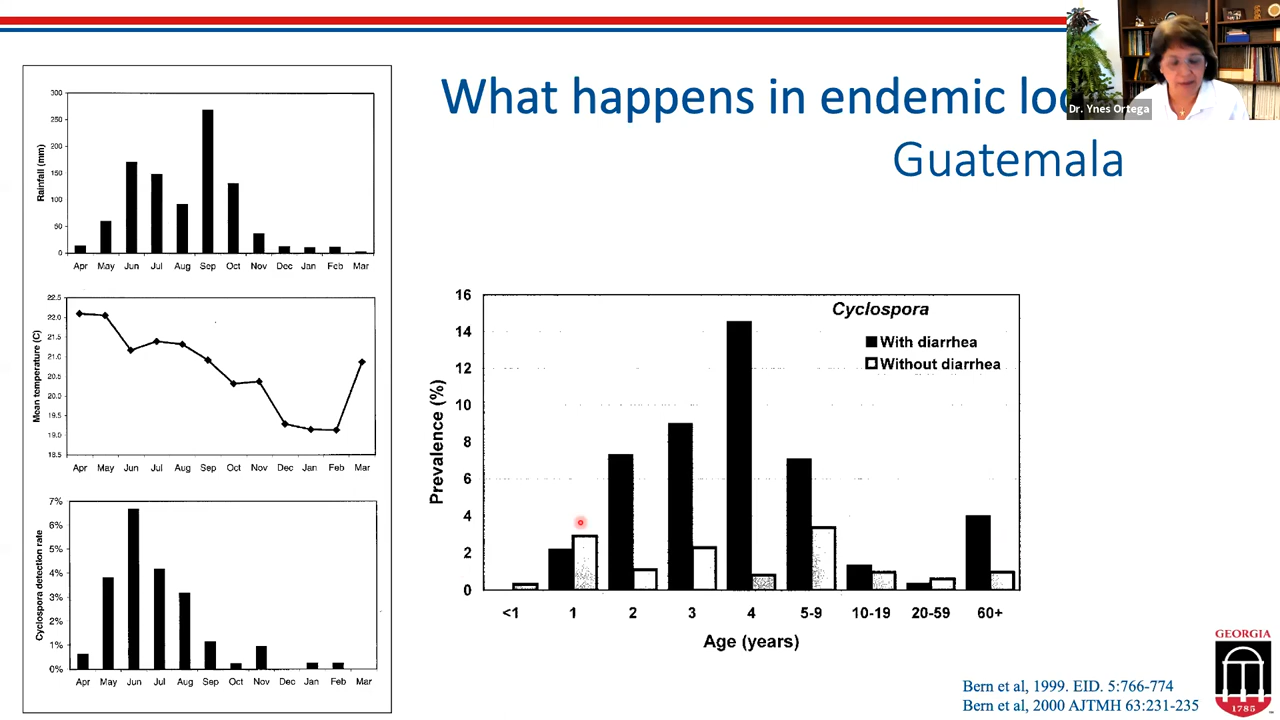 What happens in endemic loc
Guatemala
Dr. Ynes Ortega
Rainfall (mm)
300
250
200
150
100
50
0
Apr May Jun Jul Aug Sep Oct Nov Dec Jan Feb Mar
Mean temperature (C)
22.5
22.0
21.5
21.0
20.5
20.0
19.5
19.0
18.5
Apr May Jun Jul Aug Sep Oct Nov Dec Jan Feb Mar
Cyclospora detection rate
7%
6%
5%
4%
3%
2%
1%
0%
Apr May Jun Jul Aug Sep Oct Nov Dec Jan Feb Mar
Prevalence (%)
16
14
12
10
8
6
4
2
0
Cyclospora
With diarrhea
Without diarrhea
<1 1 2 3 4 5-9 10-19 20-59 60+
Age (years)
Bern et al, 1999. EID. 5:766-774
Bern et al, 2000 AJTMH 63:231-235
GEORGIA
1785